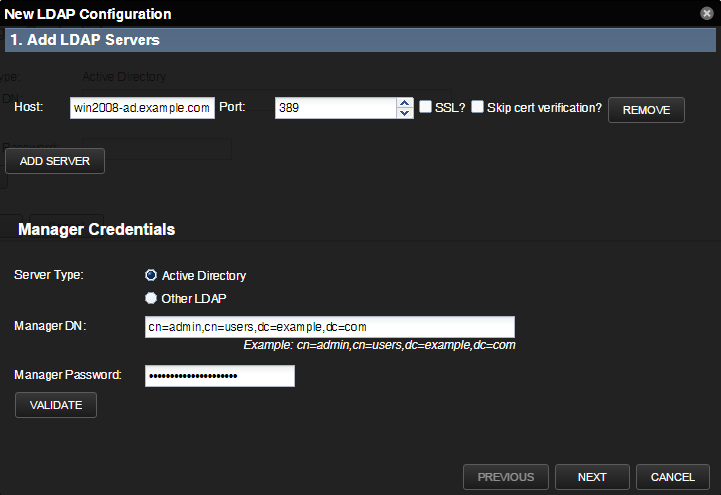 New LDAP Configuration
1. Add LDAP Servers
Type: Active Directory
DN:
Host: win2008-ad.example.com Port: 389 SSL? Skip cert verification? REMOVE
Password:
ADD SERVER
Manager Credentials
Server Type: Active Directory
Other LDAP
Manager DN: cn=admin,cn=users,dc=example,dc=com
Example: cn=admin,cn=users,dc=example,dc=com
Manager Password: •••••••••••••••••••••
VALIDATE
PREVIOUS NEXT CANCEL